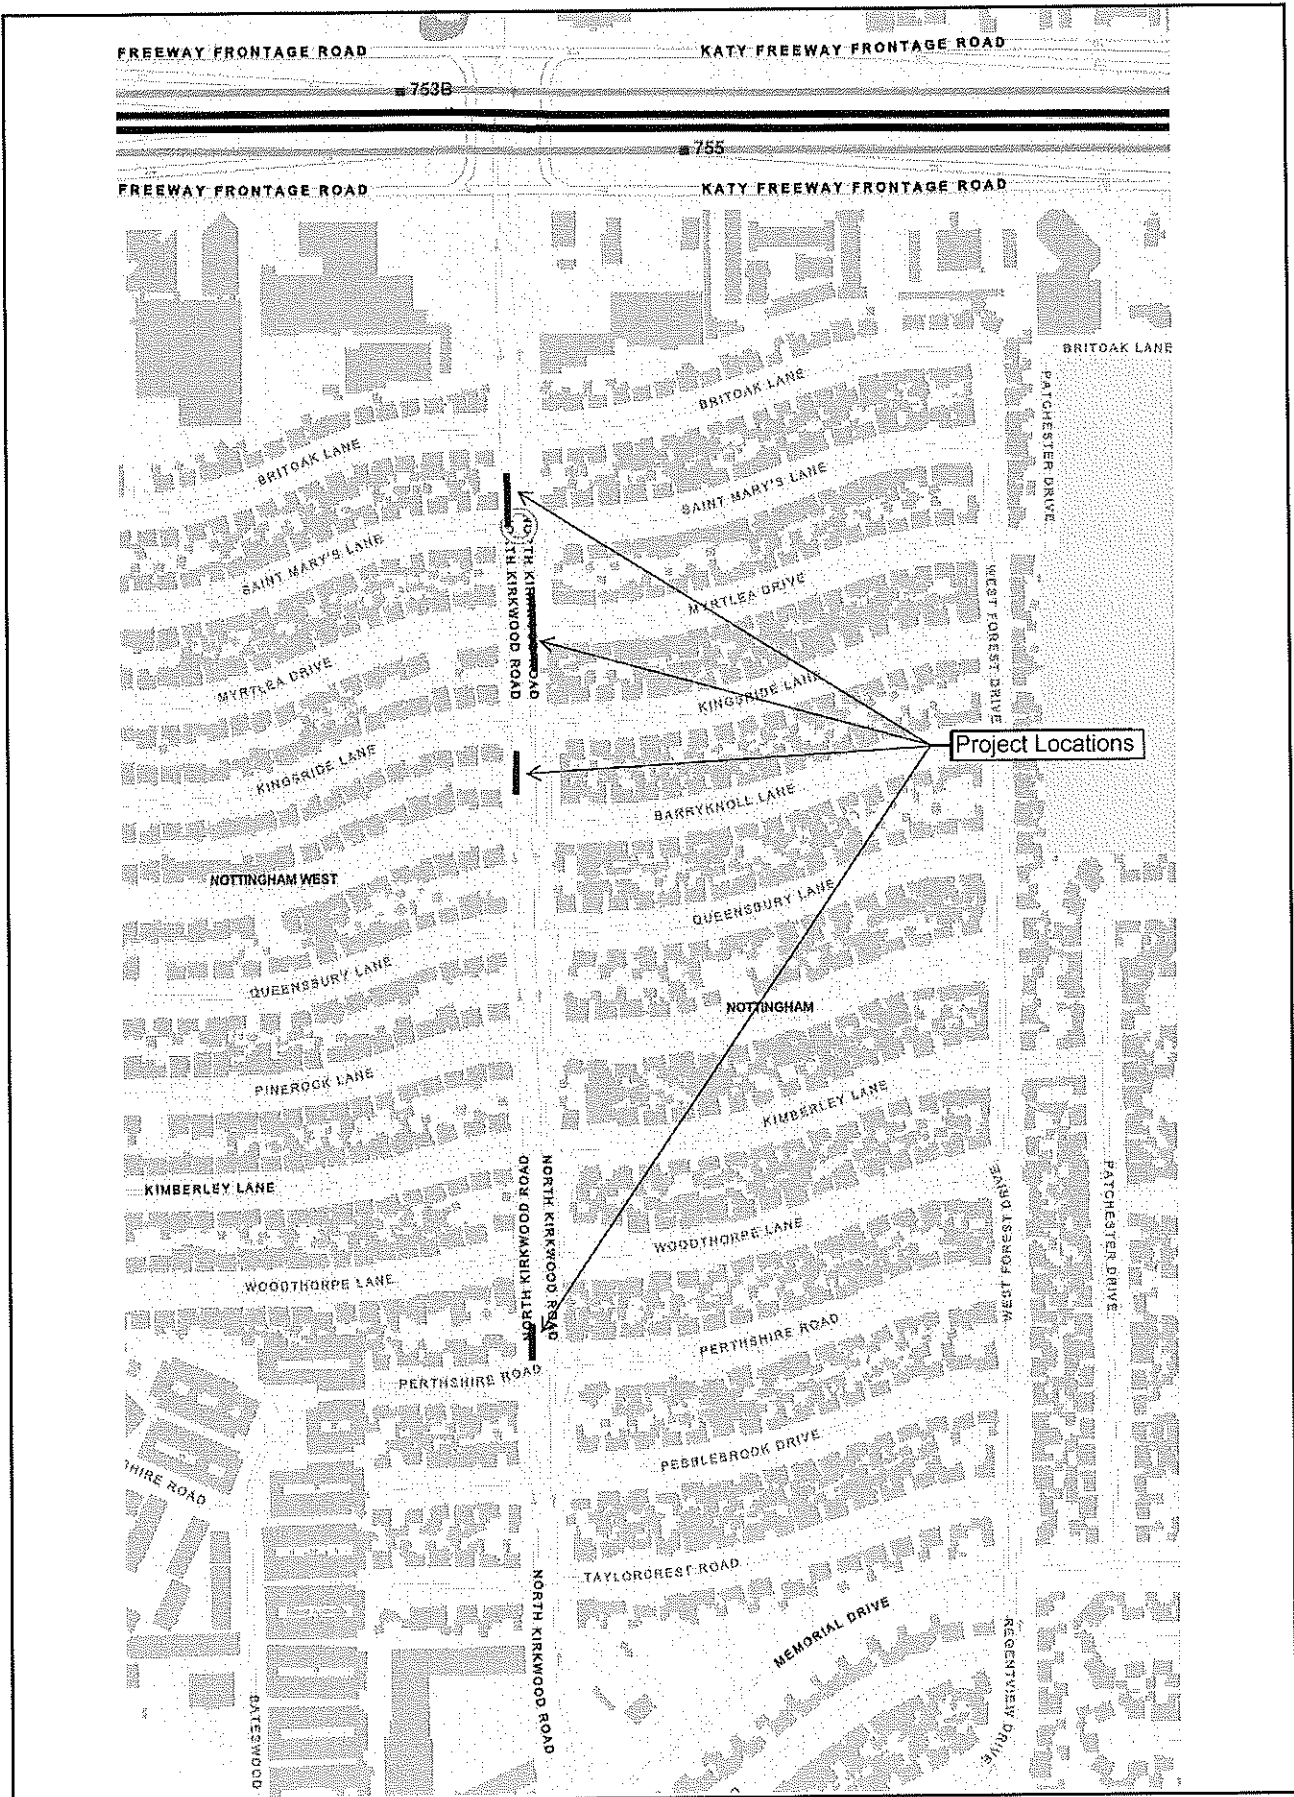 FREEWAY FRONTAGE ROAD
KATY FREEWAY FRONTAGE ROAD
753B
755
FREEWAY FRONTAGE ROAD
KATY FREEWAY FRONTAGE ROAD
BRITOAK LANE
BRITOAK LANE
PATCHESTER DRIVE
BRITOAK LANE
SAINT MARY'S LANE
SAINT MARY'S LANE
MYRTLEA DRIVE
WEST FOREST DRIVE
KIRKWOOD ROAD
MYRTLEA DRIVE
KINGSRIDE LANE
Project Locations
KINGSRIDE LANE
BARRYKNOLL LANE
NOTTINGHAM WEST
QUEENSBURY LANE
QUEENSBURY LANE
NOTTINGHAM
PINEROCK LANE
KIMBERLEY LANE
KIMBERLEY LANE
NORTH KIRKWOOD ROAD
NORTH KIRKWOOD ROAD
WEST FOREST DRIVE
PATCHESTER DRIVE
WOODTHORPE LANE
WOODTHORPE LANE
PERTHSHIRE ROAD
PERTHSHIRE ROAD
PEBBLEBROOK DRIVE
SHIRE ROAD
TAYLORCREST ROAD
NORTH KIRKWOOD ROAD
MEMORIAL DRIVE
REGENTVIEW DRIVE
BATESWOOD